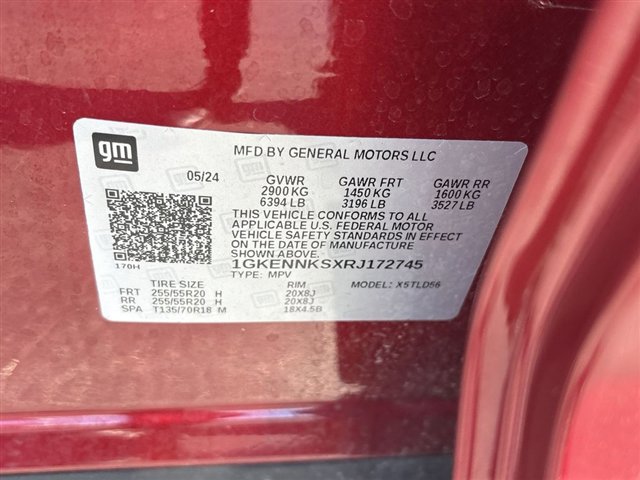 gm
MFD BY GENERAL MOTORS LLC
05/24 GVWR GAWR FRT GAWR RR
2900 KG 1450 KG 1600 KG
6394 LB 3196 LB 3527 LB
THIS VEHICLE CONFORMS TO ALL
APPLICABLE U.S. FEDERAL MOTOR
VEHICLE SAFETY STANDARDS IN EFFECT
ON THE DATE OF MANUFACTURE
SHOWN ABOVE.
1GKENNKSXRJ172745
170H TYPE: MPV
TIRE SIZE RIM MODEL: X5TLD56
FRT 255/55R20 H 20X8J
RR 255/55R20 H 20X8J
SPA T135/70R18 M 18X4.5B